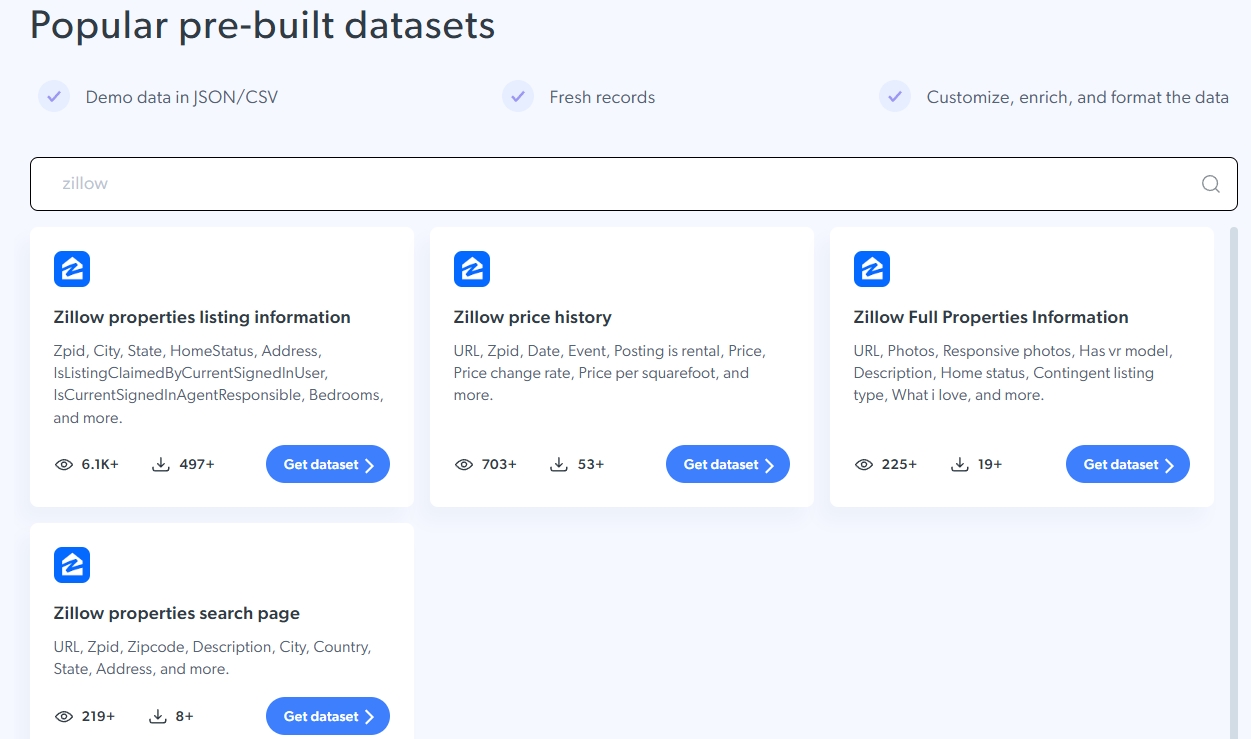 Popular pre-built datasets
Demo data in JSON/CSV
Fresh records
Customize, enrich, and format the data
zillow
Zillow properties listing information
Zpid, City, State, HomeStatus, Address,
IsListingClaimedByCurrentSignedInUser,
IsCurrentSignedInAgentResponsible, Bedrooms,
and more.
6.1K+
497+
Get dataset
Zillow price history
URL, Zpid, Date, Event, Posting is rental, Price,
Price change rate, Price per squarefoot, and
more.
703+
53+
Get dataset
Zillow Full Properties Information
URL, Photos, Responsive photos, Has vr model,
Description, Home status, Contingent listing
type, What i love, and more.
225+
19+
Get dataset
Zillow properties search page
URL, Zpid, Zipcode, Description, City, Country,
State, Address, and more.
219+
8+
Get dataset